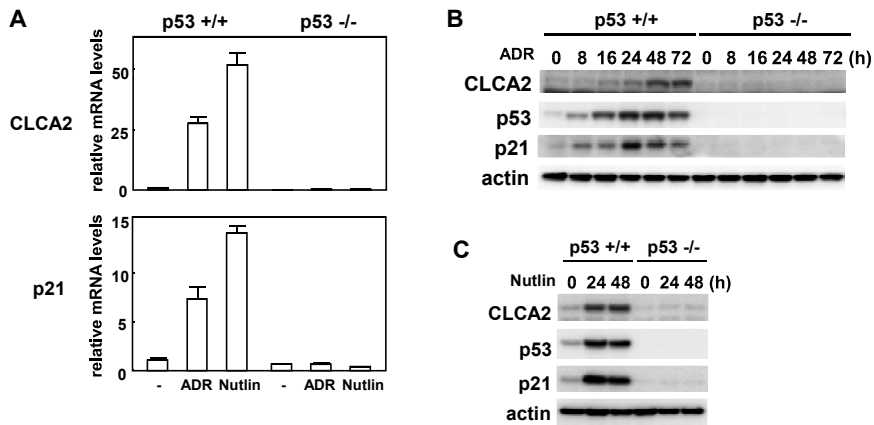 A
p53 +/+ p53 -/-
CLCA2
relative mRNA levels
50
25
0
p21
relative mRNA levels
15
10
5
0
- ADR Nutlin - ADR Nutlin
B
p53 +/+ p53 -/-
ADR 0 8 16 24 48 72 0 8 16 24 48 72 (h)
CLCA2
p53
p21
actin
C
p53 +/+ p53 -/-
Nutlin 0 24 48 0 24 48 (h)
CLCA2
p53
p21
actin